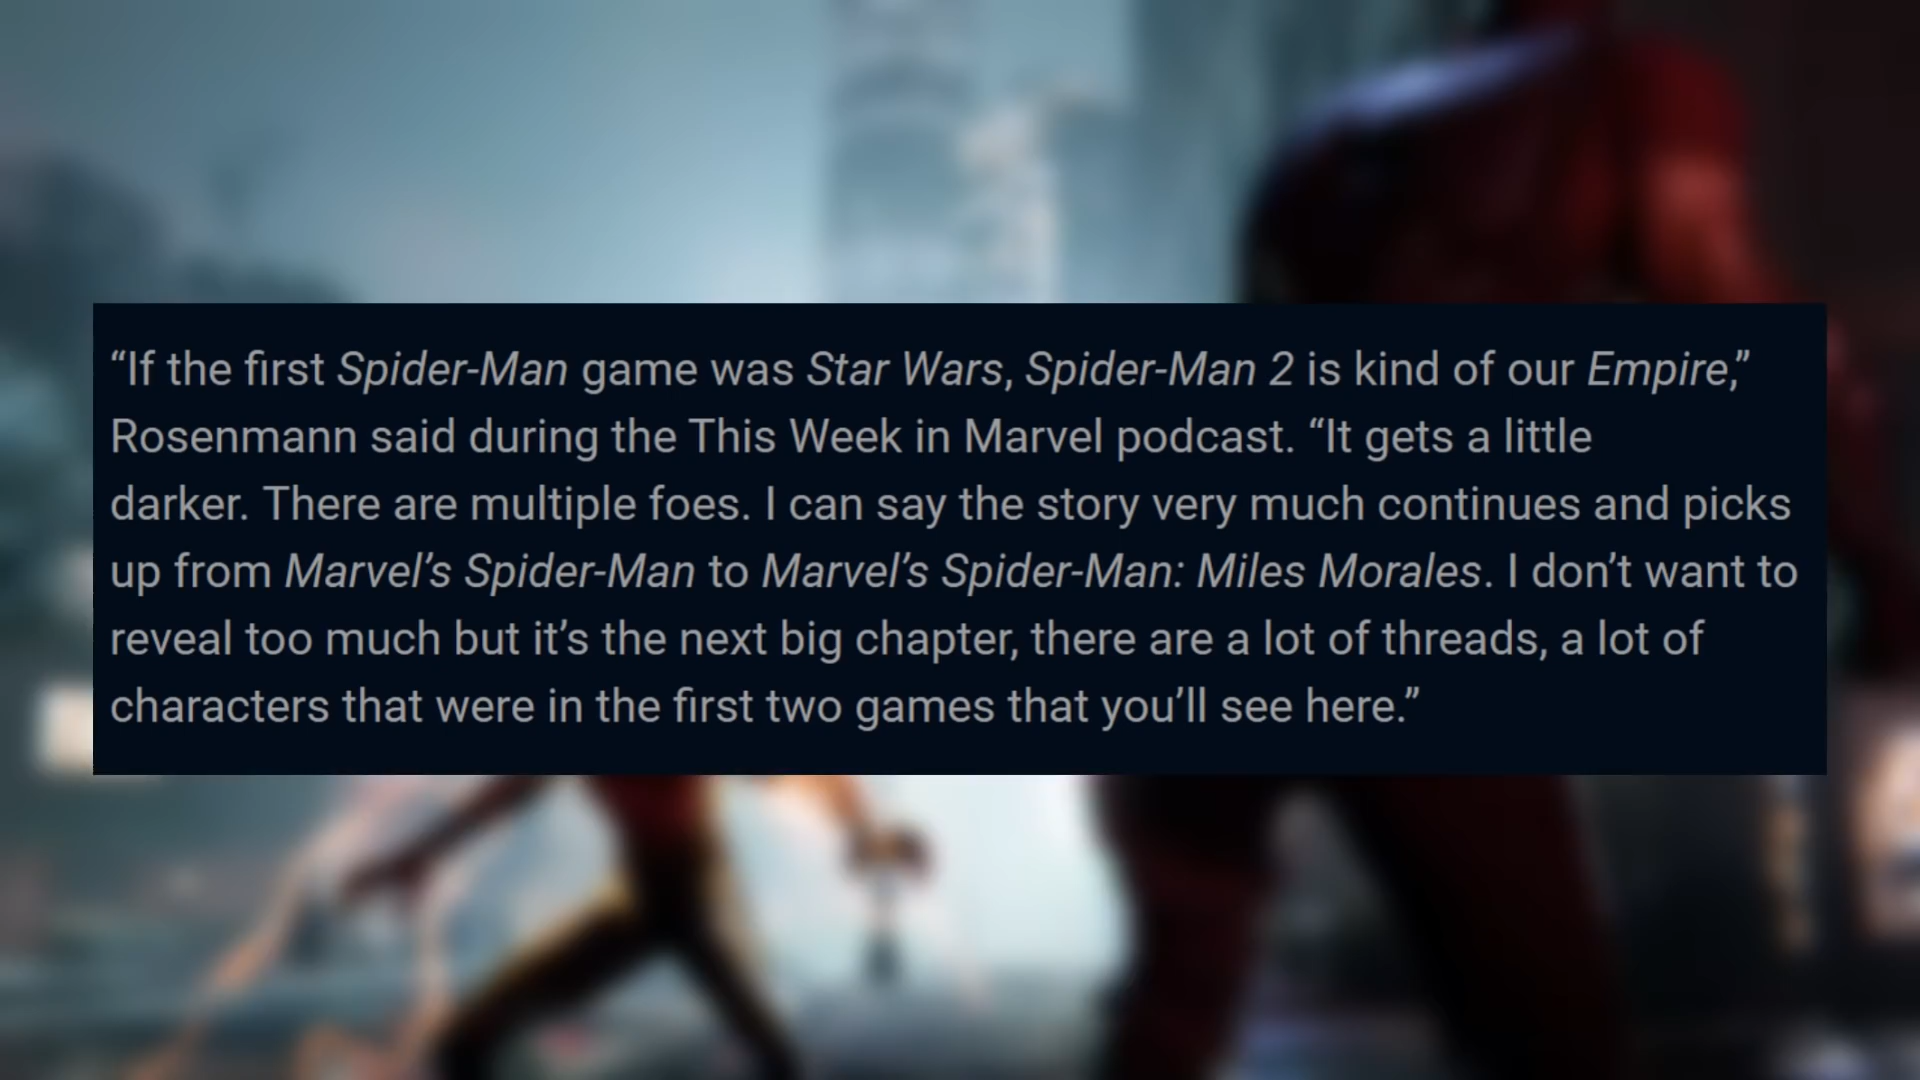 “If the first Spider-Man game was Star Wars, Spider-Man 2 is kind of our Empire,”
Rosenmann said during the This Week in Marvel podcast. “It gets a little
darker. There are multiple foes. I can say the story very much continues and picks
up from Marvel’s Spider-Man to Marvel’s Spider-Man: Miles Morales. I don’t want to
reveal too much but it’s the next big chapter, there are a lot of threads, a lot of
characters that were in the first two games that you’ll see here.”